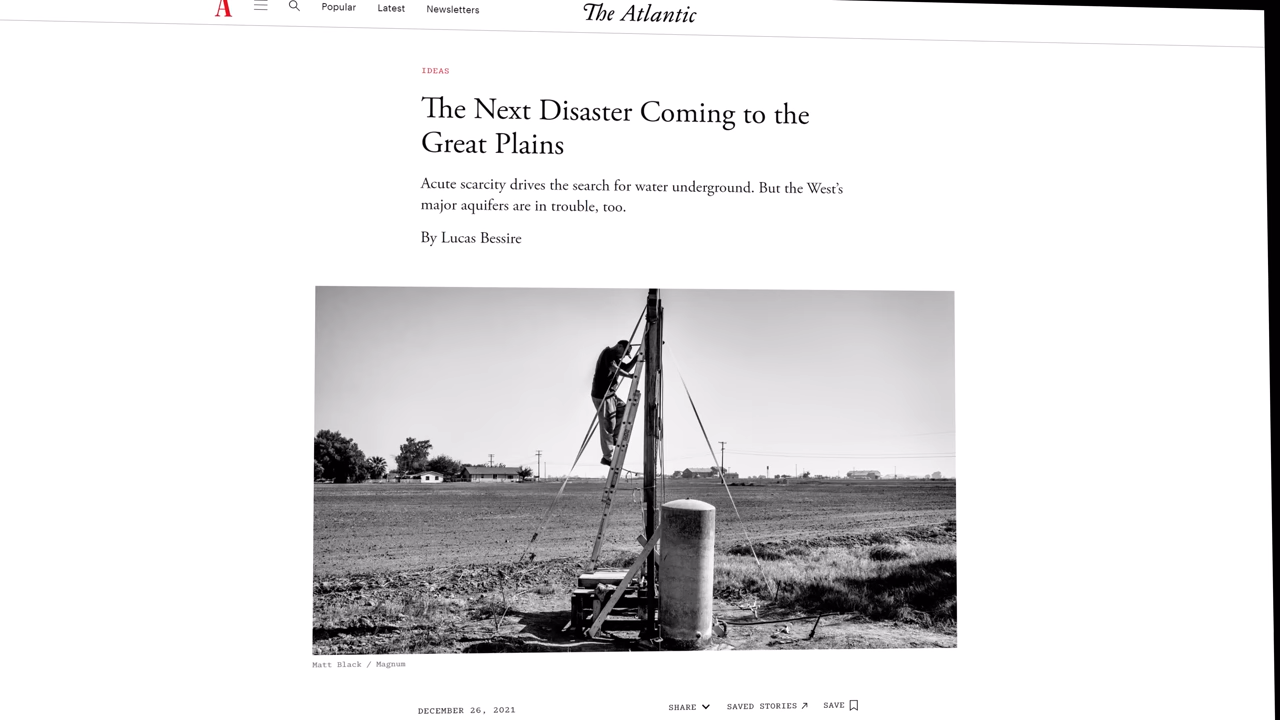 A Popular Latest Newsletters The Atlantic
IDEAS
The Next Disaster Coming to the
Great Plains
Acute scarcity drives the search for water underground. But the West's
major aquifers are in trouble, too.
By Lucas Bessire
Matt Black / Magnum
DECEMBER 26, 2021 SHARE SAVED STORIES SAVE